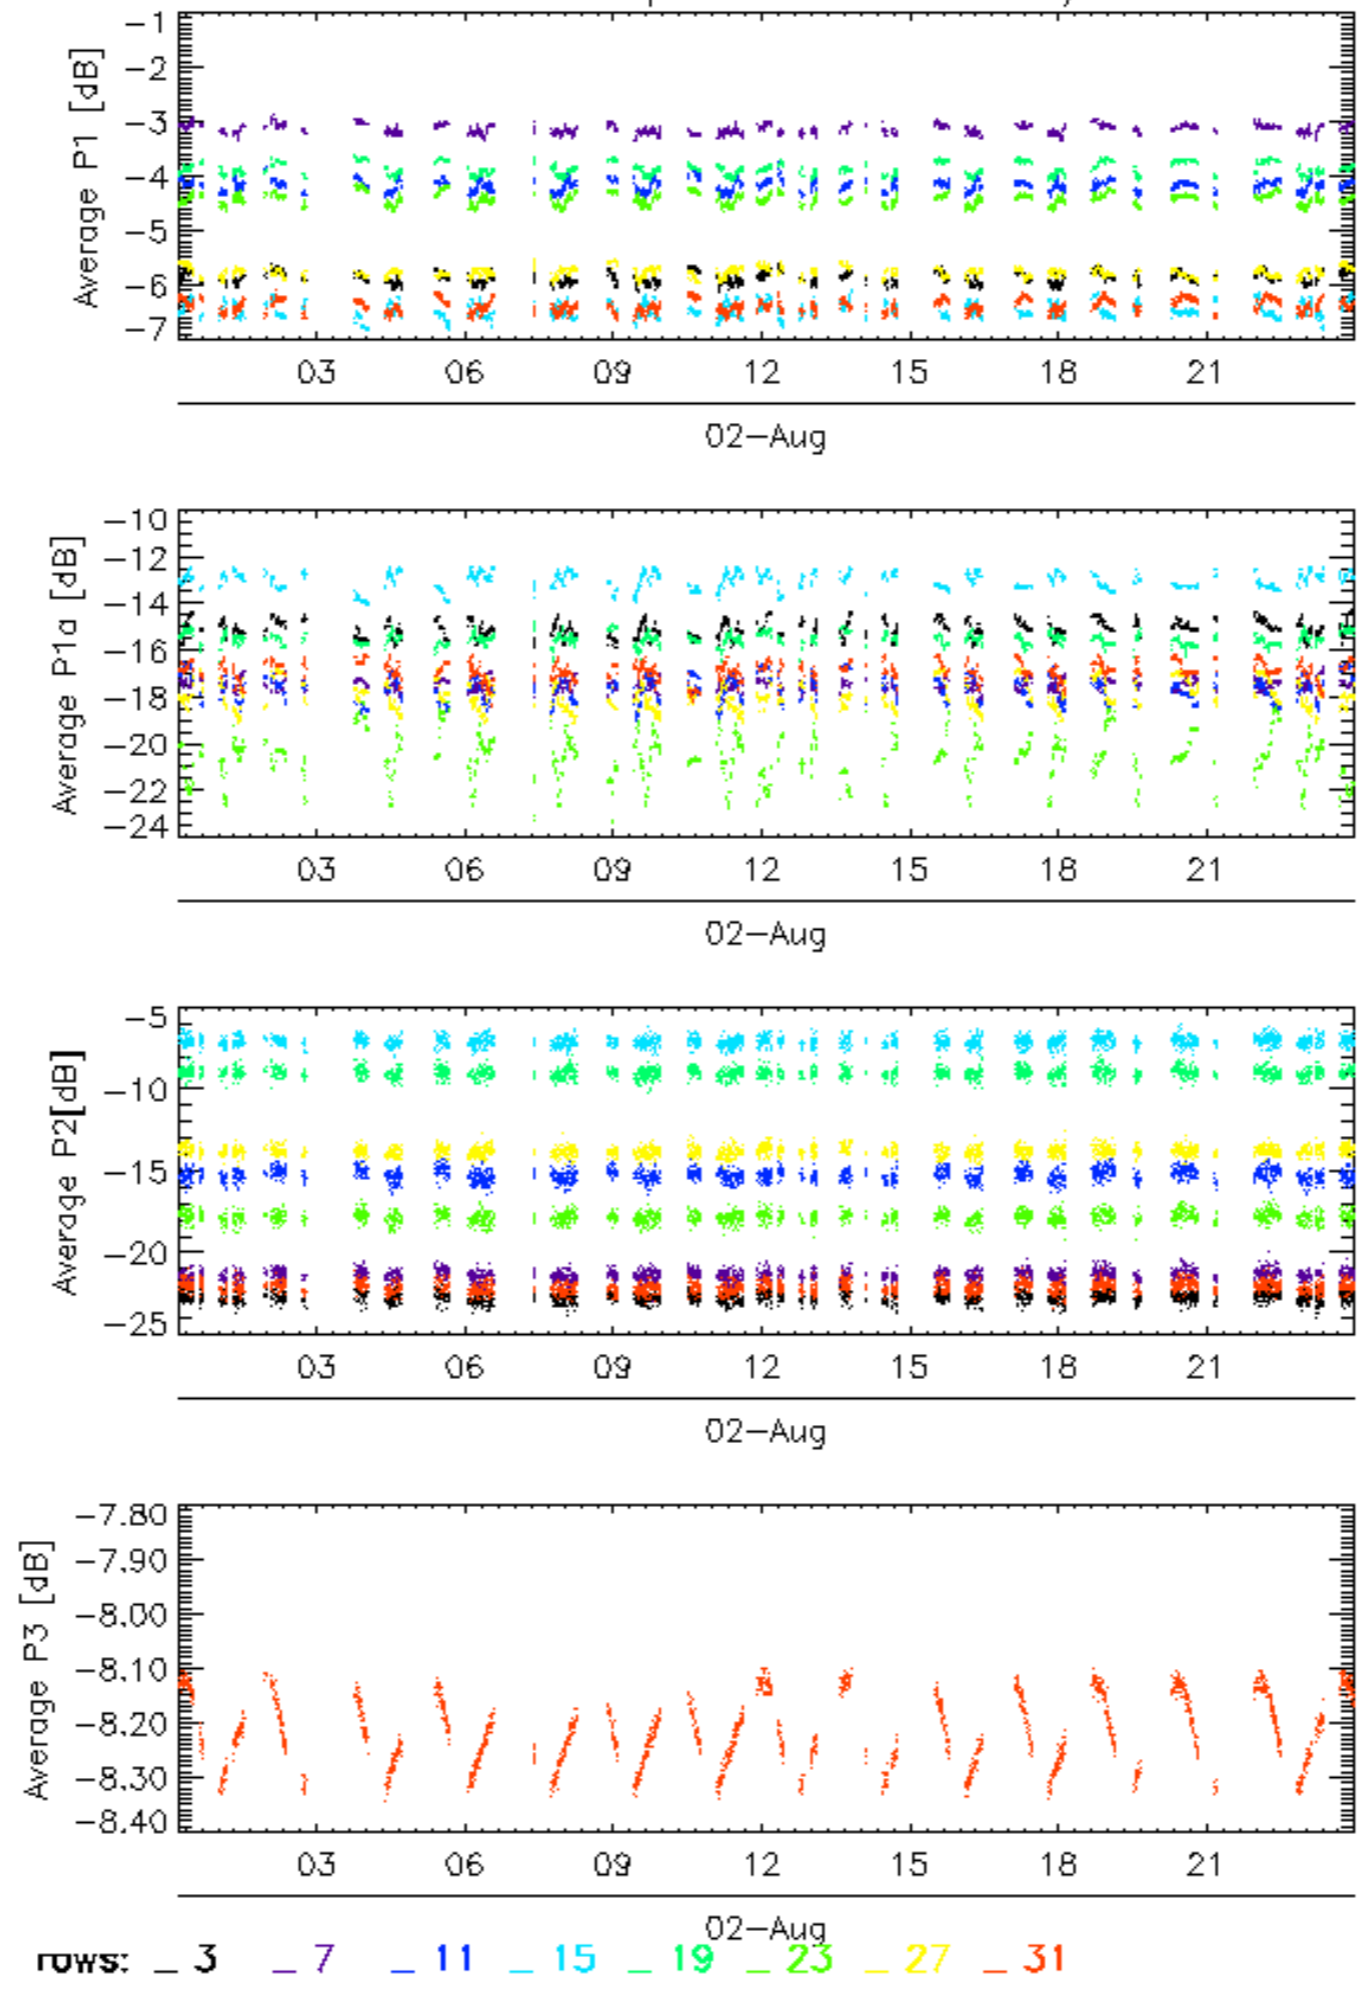 Average P1 [dB]
-1
-2
-3
-4
-5
-6
-7
03 06 09 12 15 18 21
02-Aug
Average P1a [dB]
-10
-12
-14
-16
-18
-20
-22
-24
03 06 09 12 15 18 21
02-Aug
Average P2[dB]
-5
-10
-15
-20
-25
03 06 09 12 15 18 21
02-Aug
Average P3 [dB]
-7.80
-7.90
-8.00
-8.10
-8.20
-8.30
-8.40
03 06 09 12 15 18 21
02-Aug
rows: _ 3 _ 7 _ 11 _ 15 _ 19 _ 23 _ 27 _ 31